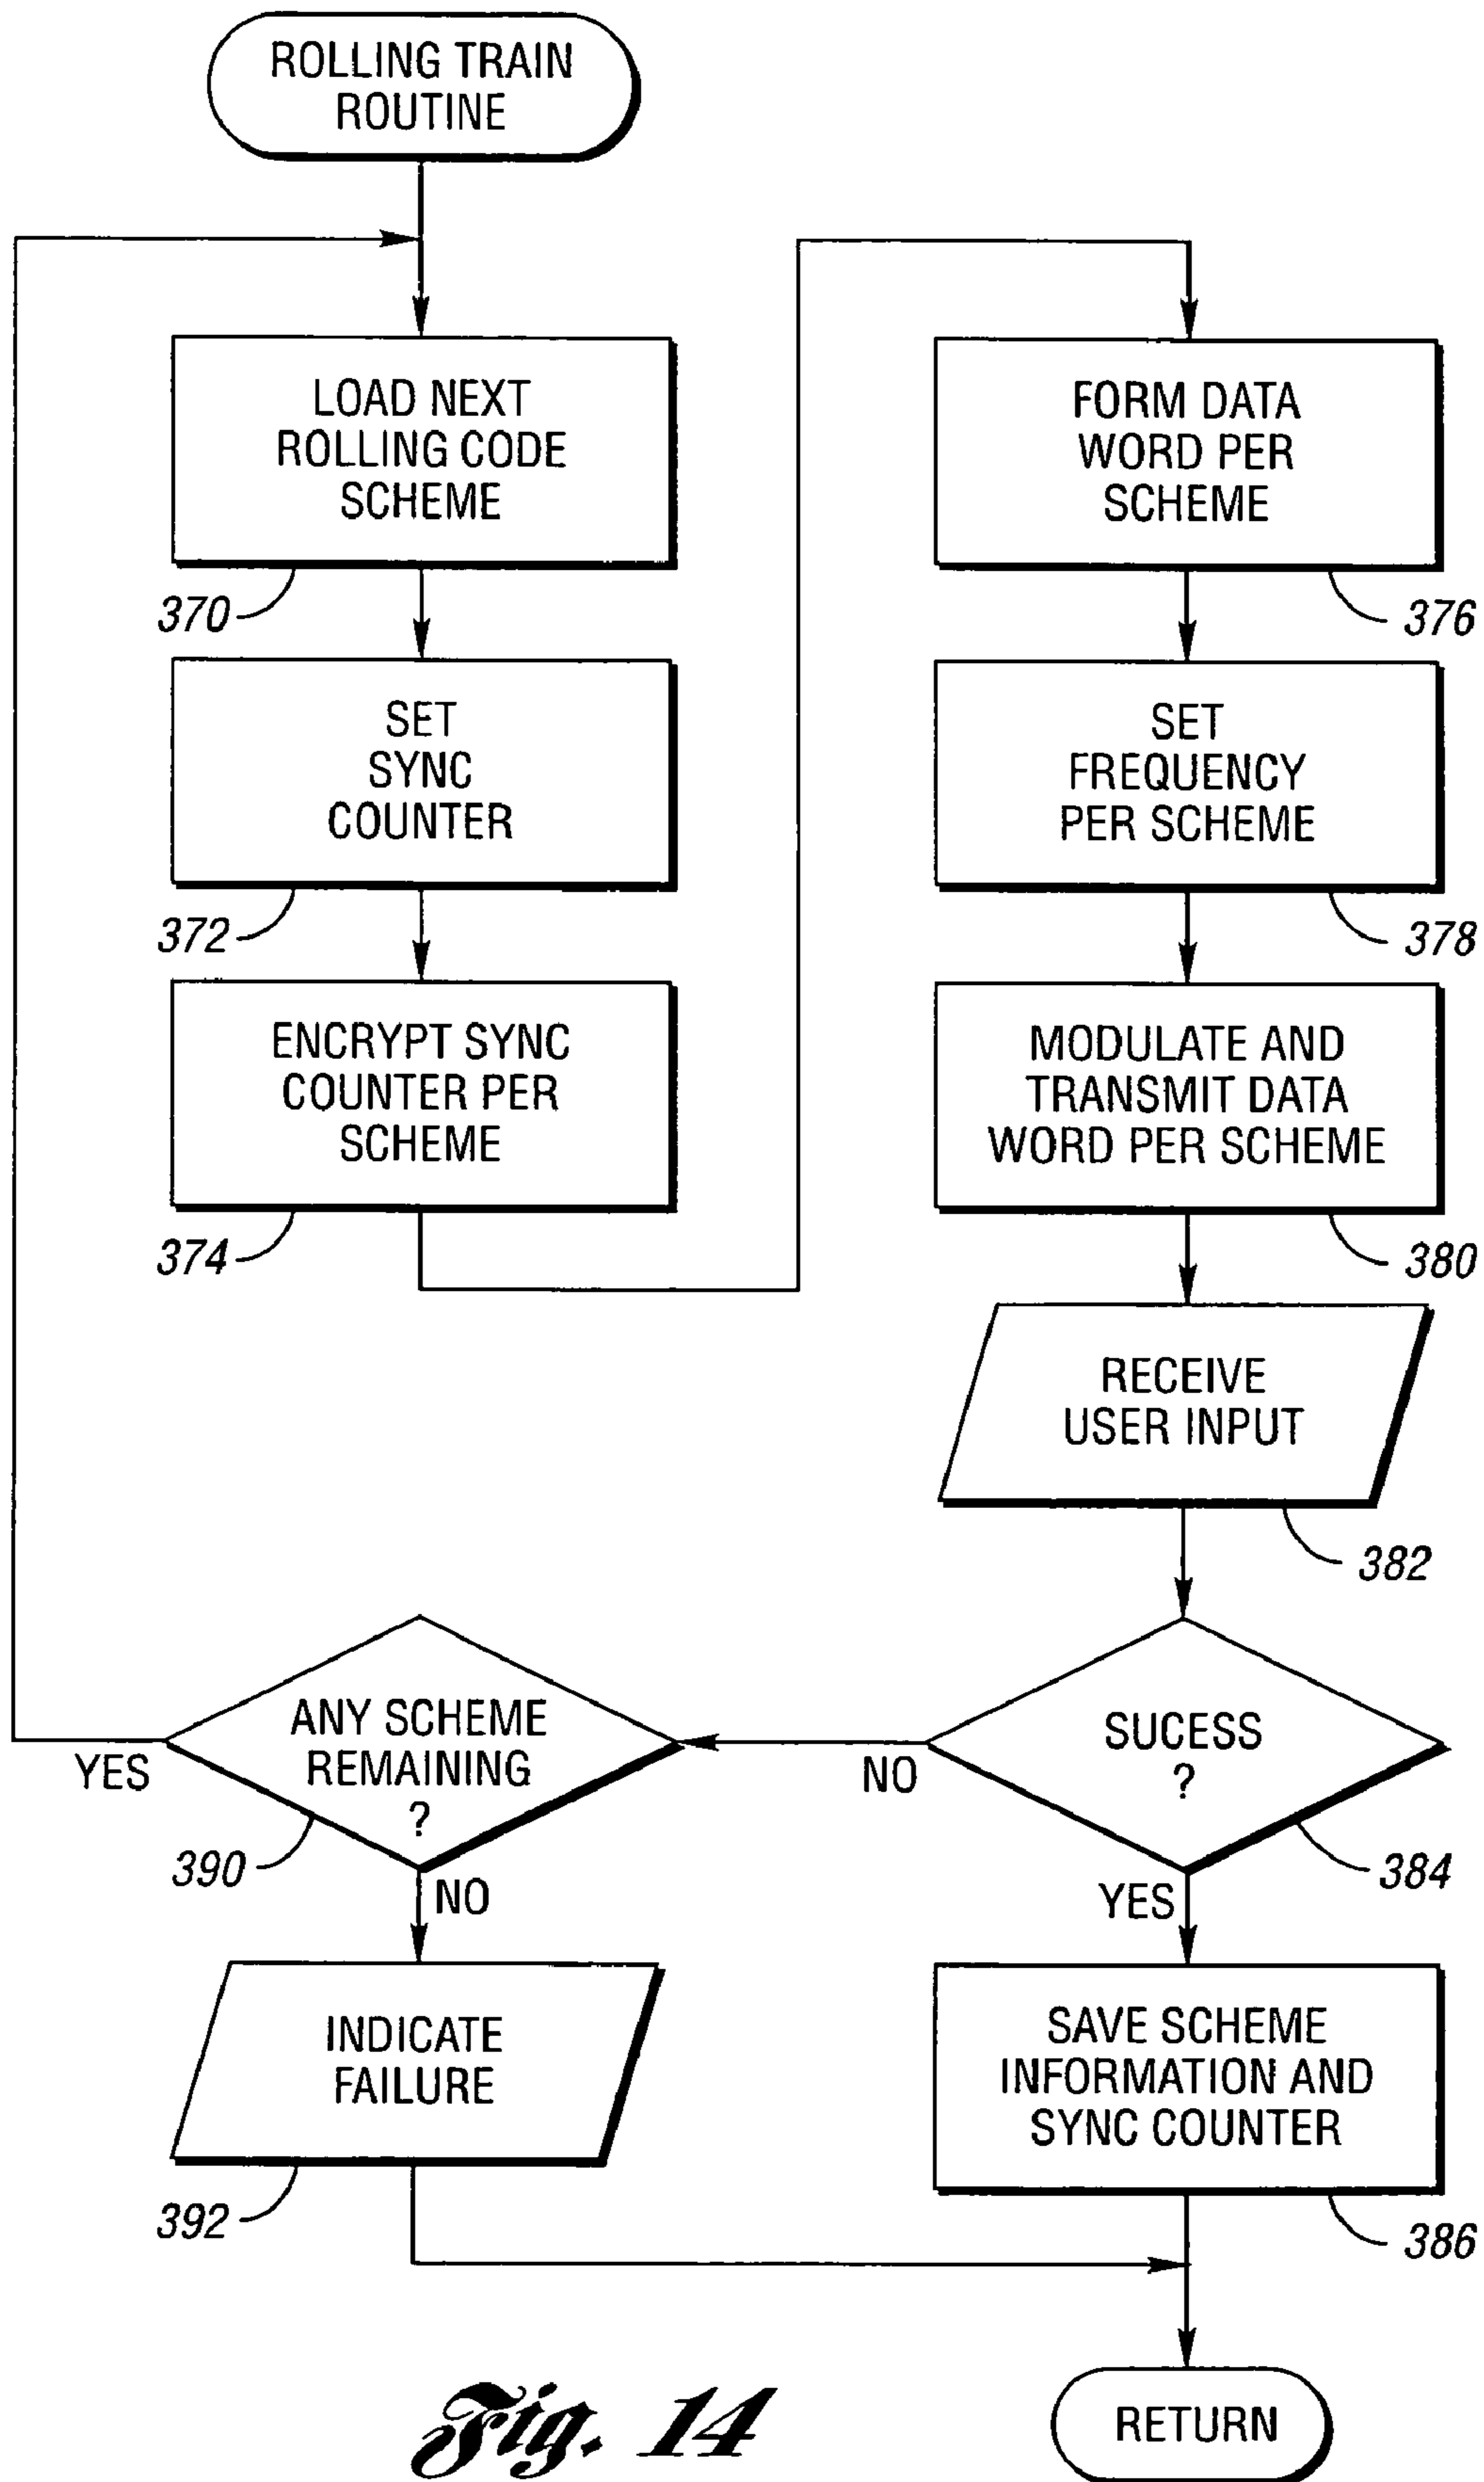 ROLLING TRAIN
ROUTINE
LOAD NEXT
ROLLING CODE
SCHEME
370
SET
SYNC
COUNTER
372
ENCRYPT SYNC
COUNTER PER
SCHEME
374
FORM DATA
WORD PER
SCHEME
376
SET
FREQUENCY
PER SCHEME
378
MODULATE AND
TRANSMIT DATA
WORD PER SCHEME
380
RECEIVE
USER INPUT
382
SUCESS
?
384
NO
YES
ANY SCHEME
REMAINING
?
390
YES
NO
INDICATE
FAILURE
392
SAVE SCHEME
INFORMATION AND
SYNC COUNTER
386
RETURN
Fig. 14